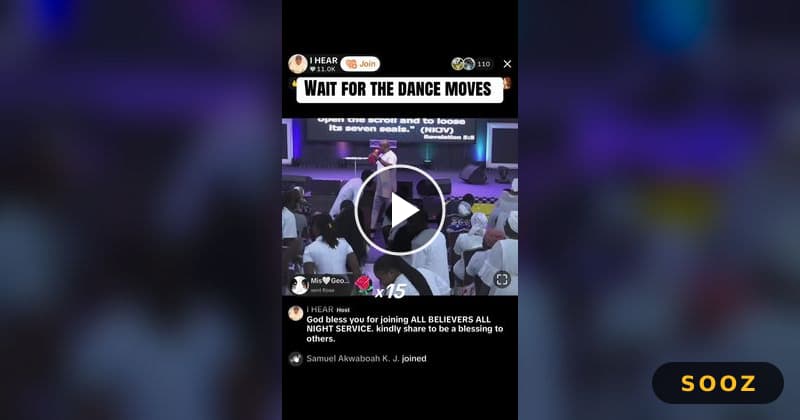 I HEAR
11.0K
Join
110
WAIT FOR THE DANCE MOVES
open the scroll and to loose
its seven seals." (NKJV)
Revelation 5:5
Mis🤍Geo...
sent Rose
x15
I HEAR Host
God bless you for joining ALL BELIEVERS ALL
NIGHT SERVICE. kindly share to be a blessing to
others.
Samuel Akwaboah K. J. joined
SOOZ